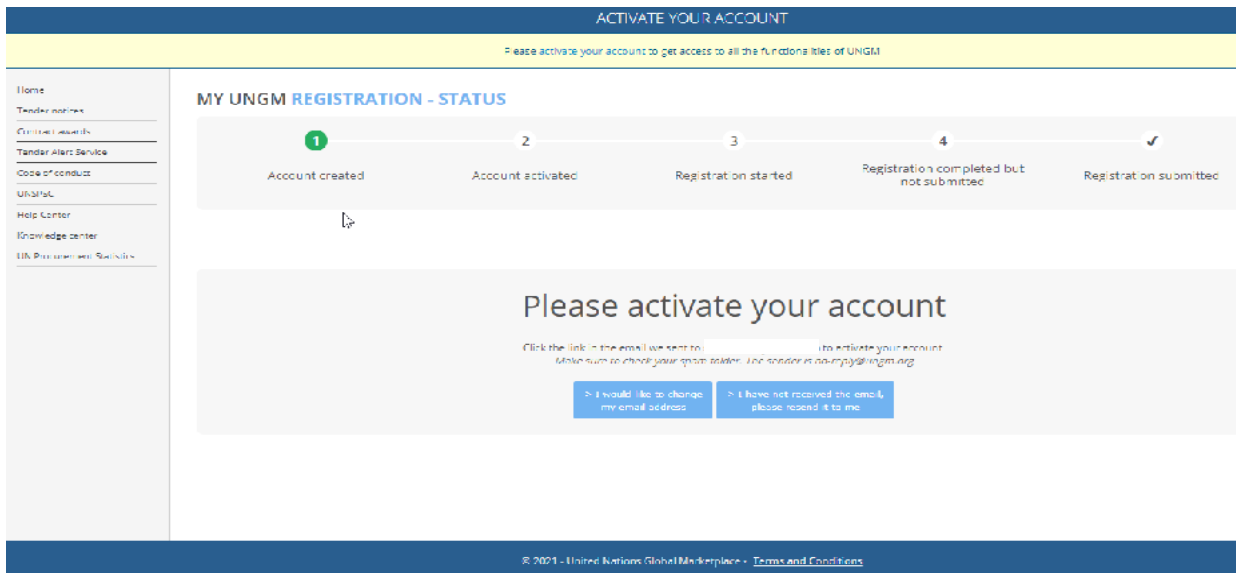 ACTIVATE YOUR ACCOUNT
Please activate your account to get access to all the functionalities of UNGM
Home
Tender notices
Contract awards
Tender Alert Service
Code of conduct
UNSPSC
Help Center
Knowledge center
UN Procurement Statistics
MY UNGM REGISTRATION - STATUS
1
2
3
4
✓
Account created
Account activated
Registration started
Registration completed but
not submitted
Registration submitted
Please activate your account
Click the link in the email we sent to to activate your account
Make sure to check your spam folder. The sender is no-reply@ungm.org
> I would like to change
my email address
> I have not received the email,
please resend it to me
© 2021 - United Nations Global Marketplace - Terms and Conditions